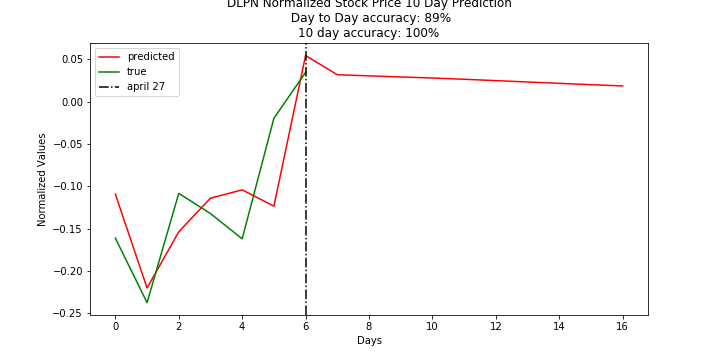 DLPN Normalized Stock Price 10 Day Prediction
Day to Day accuracy: 89%
10 day accuracy: 100%
predicted
true
april 27
Normalized Values
0.05
0.00
−0.05
−0.10
−0.15
−0.20
−0.25
0 2 4 6 8 10 12 14 16
Days